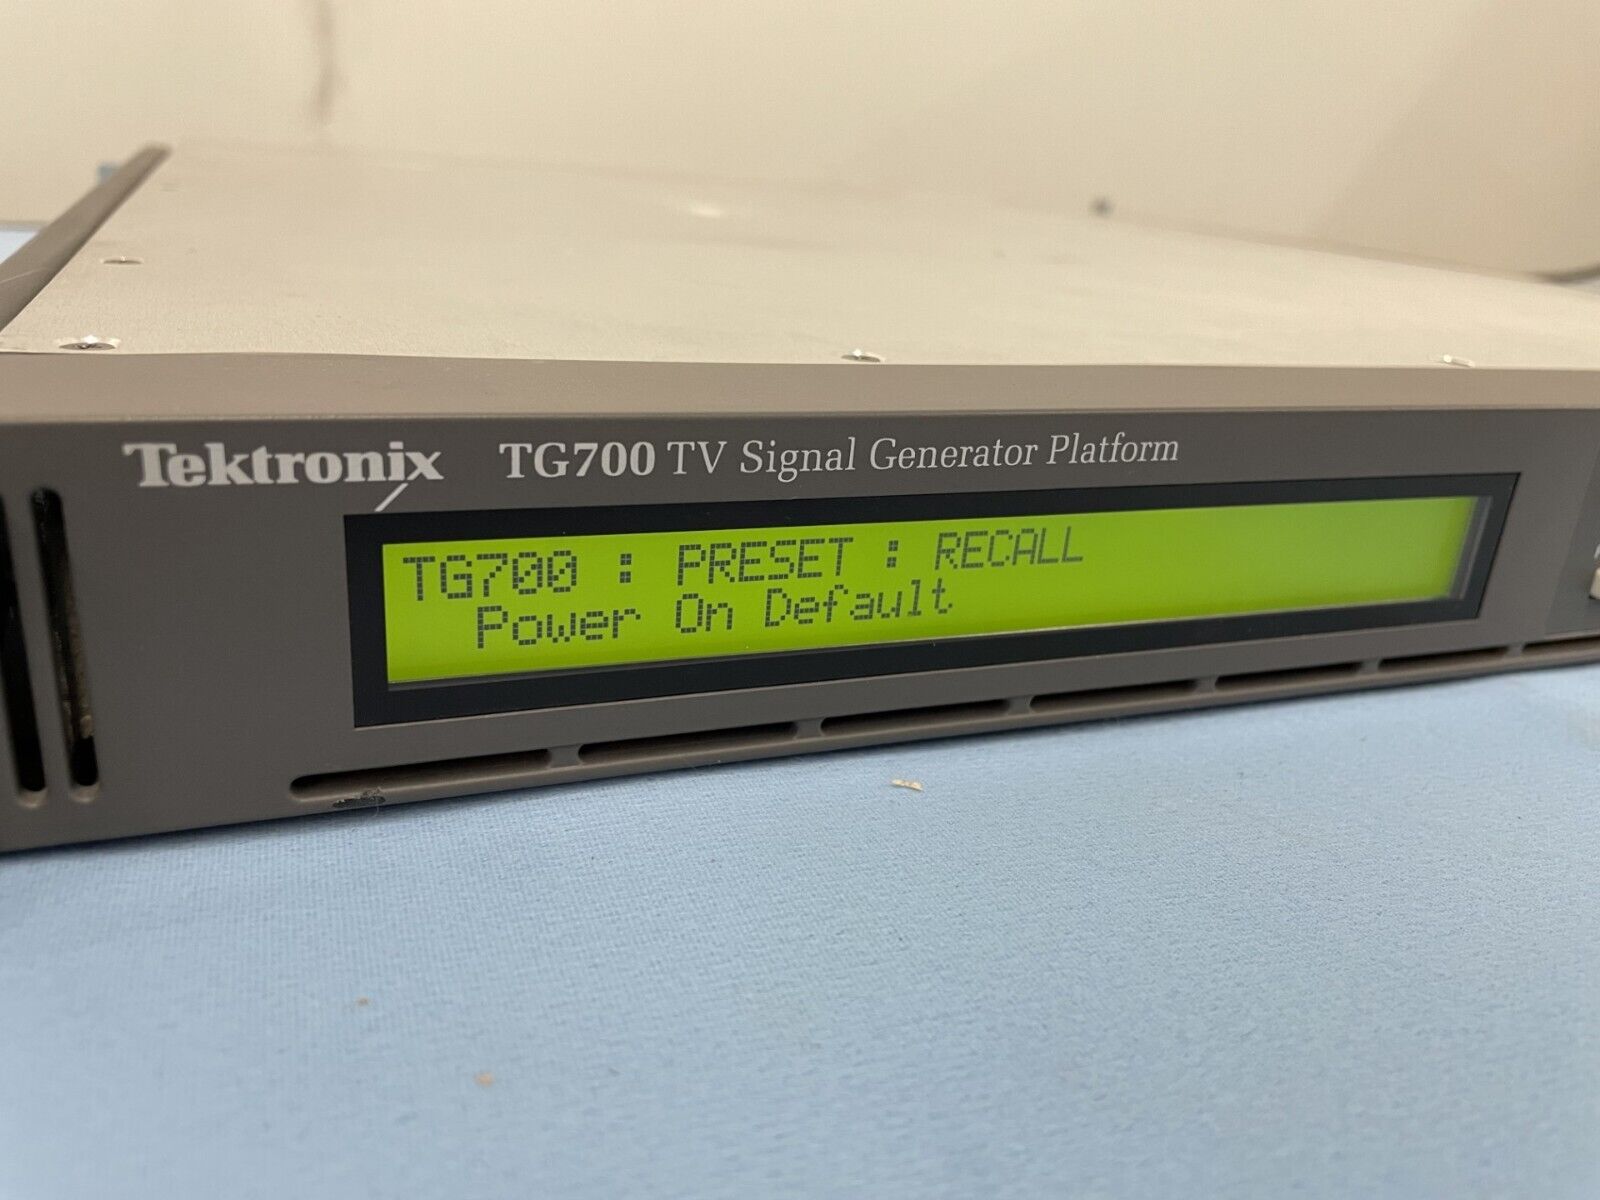 Tektronix TG700 TV Signal Generator Platform
TG700 : PRESET : RECALL
Power On Default